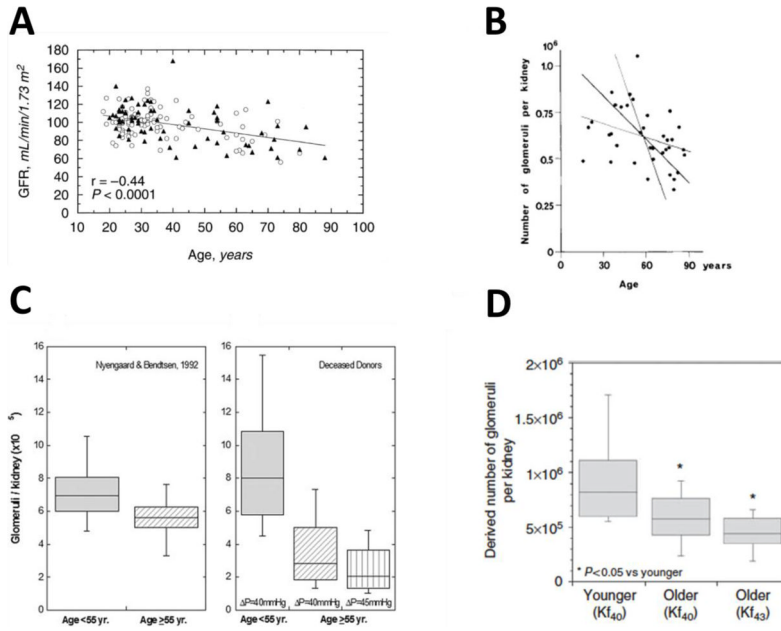 A
GFR, mL/min/1.73 m²
180
160
140
120
100
80
60
40
20
0
r = −0.44
P < 0.0001
10 20 30 40 50 60 70 80 90 100
Age, years
B
Number of glomeruli per kidney
10⁶
1.0
0.75
0.5
0.25
0
0 30 60 90 years
Age
C
Glomeruli / kidney (x10⁵)
16
14
12
10
8
6
4
2
0
Nyengaard & Bendtsen, 1992
Age <55 yr. Age ≥55 yr.
16
14
12
10
8
6
4
2
0
Deceased Donors
ΔP=40mmHg ΔP=40mmHg ΔP=45mmHg
Age <55 yr. Age ≥55 yr.
D
Derived number of glomeruli
per kidney
2×10⁶
1×10⁶
1×10⁶
5×10⁵
0
*
*
* P<0.05 vs younger
Younger Older Older
(Kf₄₀) (Kf₄₀) (Kf₄₃)